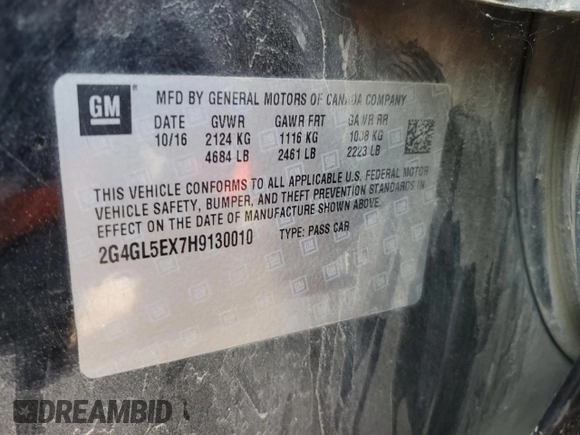 GM
MFD BY GENERAL MOTORS OF CANADA COMPANY
DATE GVWR GAWR FRT GAWR RR
10/16 2124 KG 1116 KG 1008 KG
4684 LB 2461 LB 2223 LB
THIS VEHICLE CONFORMS TO ALL APPLICABLE U.S. FEDERAL MOTOR
VEHICLE SAFETY, BUMPER, AND THEFT PREVENTION STANDARDS IN
EFFECT ON THE DATE OF MANUFACTURE SHOWN ABOVE.
2G4GL5EX7H9130010 TYPE: PASS CAR
DREAMBID